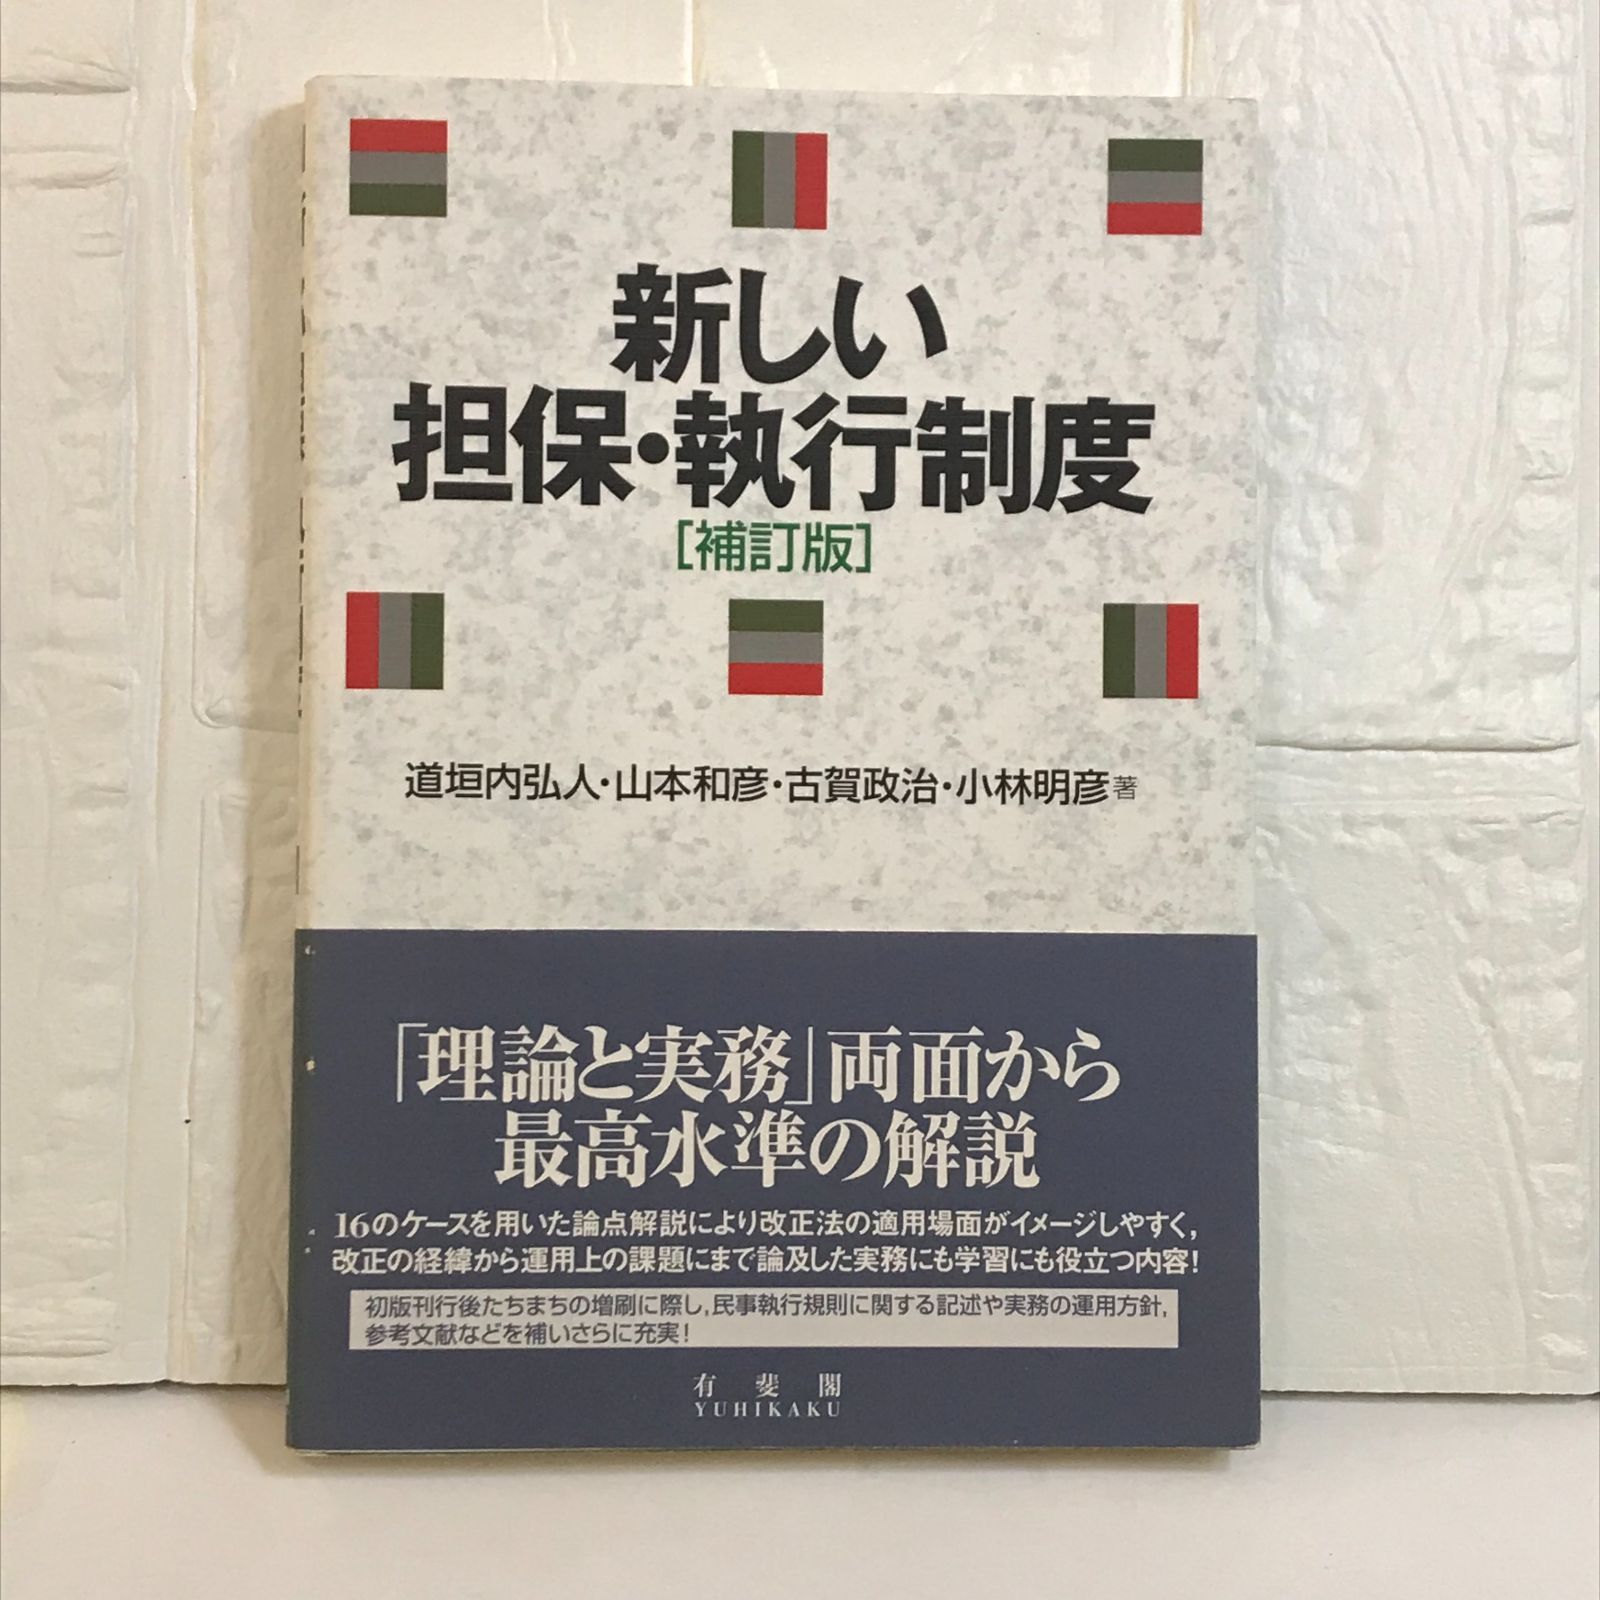 新しい
担保・執行制度
[補訂版]
道垣内弘人・山本和彦・古賀政治・小林明彦 著
「理論と実務」両面から
最高水準の解説
16のケースを用いた論点解説により改正法の適用場面がイメージしやすく,
改正の経緯から運用上の課題にまで論及した実務にも学習にも役立つ内容!
初版刊行後たちまちの増刷に際し,民事執行規則に関する記述や実務の運用方針,
参考文献などを補いさらに充実!
有斐閣
YUHIKAKU